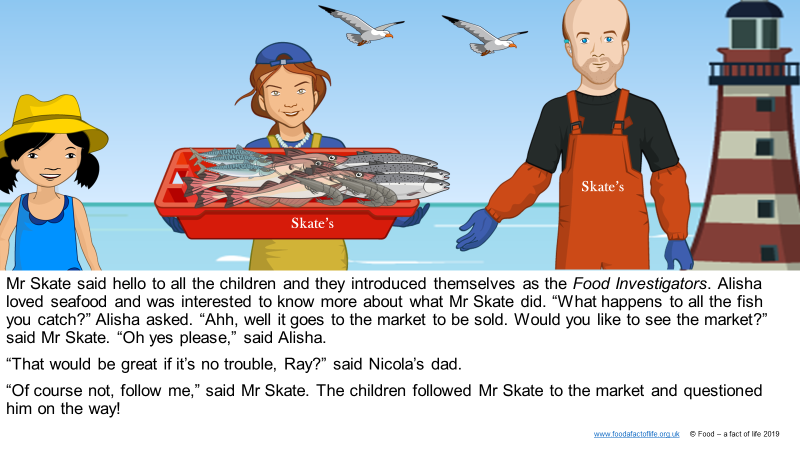 Skate's
Skate's
Mr Skate said hello to all the children and they introduced themselves as the Food Investigators. Alisha
loved seafood and was interested to know more about what Mr Skate did. “What happens to all the fish
you catch?” Alisha asked. “Ahh, well it goes to the market to be sold. Would you like to see the market?”
said Mr Skate. “Oh yes please,” said Alisha.
“That would be great if it’s no trouble, Ray?” said Nicola’s dad.
“Of course not, follow me,” said Mr Skate. The children followed Mr Skate to the market and questioned
him on the way!
www.foodafactoflife.org.uk © Food – a fact of life 2019